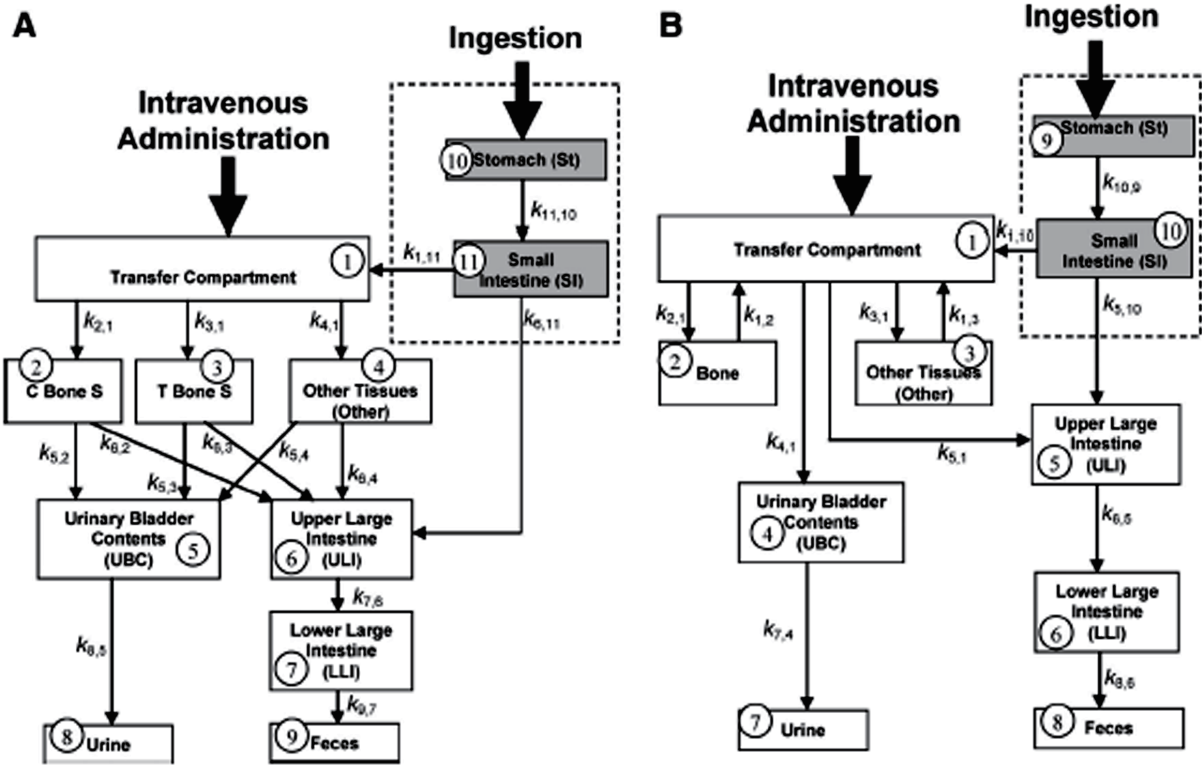 A
Ingestion
Intravenous
Administration
10
Stomach (St)
k11,10
1
Transfer Compartment
k1,11
11
Small
Intestine (SI)
k2,1
k3,1
k4,1
k6,11
2
C Bone S
3
T Bone S
4
Other Tissues
(Other)
k5,2
k6,2
k5,3
k6,3
k5,4
k6,4
Urinary Bladder
Contents
(UBC)
5
Upper Large
Intestine
(ULI)
6
k7,6
k8,5
Lower Large
Intestine
(LLI)
7
k9,7
8
Urine
9
Feces
B
Ingestion
Intravenous
Administration
Stomach (St)
9
k10,9
Transfer Compartment
1
k1,10
Small
Intestine (SI)
10
k2,1
k1,2
k3,1
k1,3
k5,10
2
Bone
3
Other Tissues
(Other)
k4,1
k5,1
Upper Large
Intestine
(ULI)
5
Urinary Bladder
Contents
(UBC)
4
k6,5
k7,4
Lower Large
Intestine
(LLI)
6
k8,6
7
Urine
8
Feces